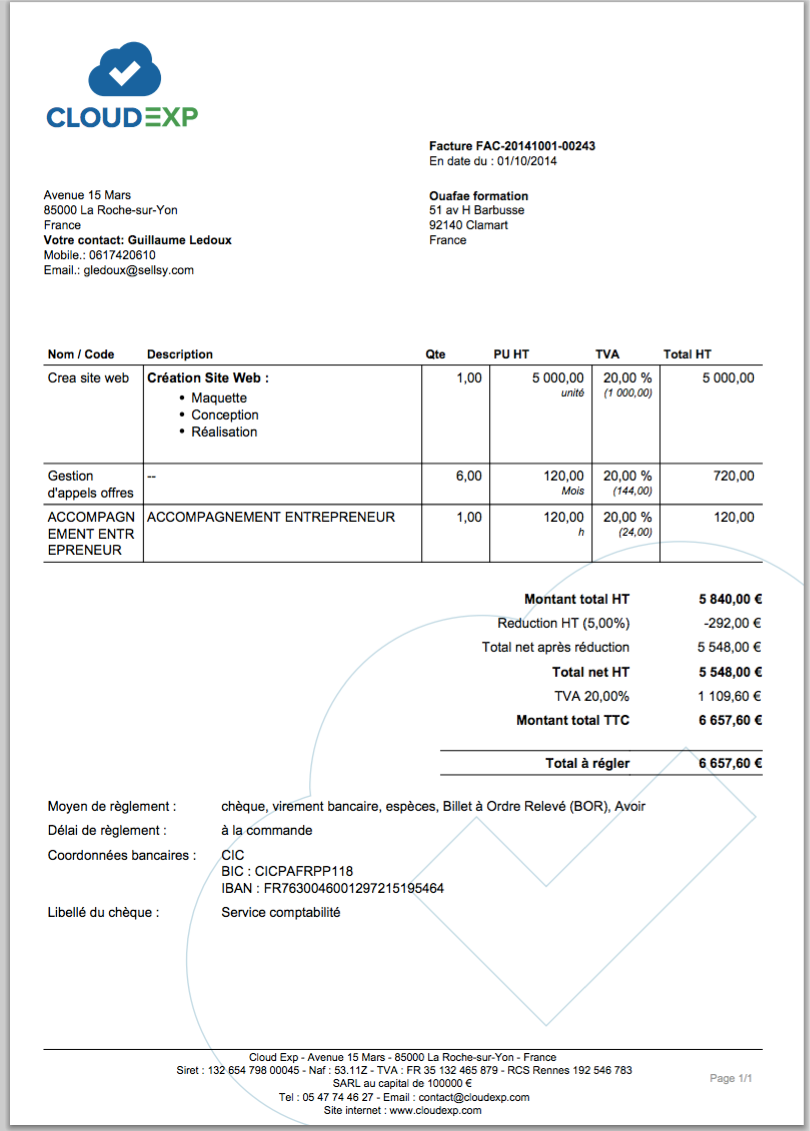 CLOUDEXP
Facture FAC-20141001-00243
En date du : 01/10/2014
Avenue 15 Mars
85000 La Roche-sur-Yon
France
Votre contact: Guillaume Ledoux
Mobile.: 0617420610
Email.: gledoux@sellsy.com
Ouafae formation
51 av H Barbusse
92140 Clamart
France
Nom / Code Description Qte PU HT TVA Total HT
Crea site web Création Site Web : 1,00 5 000,00 20,00 % 5 000,00
unité (1 000,00)
• Maquette
• Conception
• Réalisation
Gestion -- 6,00 120,00 20,00 % 720,00
d'appels offres Mois (144,00)
ACCOMPAGN ACCOMPAGNEMENT ENTREPRENEUR 1,00 120,00 20,00 % 120,00
EMENT ENTR h (24,00)
EPRENEUR
Montant total HT 5 840,00 €
Reduction HT (5,00%) -292,00 €
Total net après réduction 5 548,00 €
Total net HT 5 548,00 €
TVA 20,00% 1 109,60 €
Montant total TTC 6 657,60 €
Total à régler 6 657,60 €
Moyen de règlement : chèque, virement bancaire, espèces, Billet à Ordre Relevé (BOR), Avoir
Délai de règlement : à la commande
Coordonnées bancaires : CIC
BIC : CICPAFRPP118
IBAN : FR7630046001297215195464
Libellé du chèque : Service comptabilité
Cloud Exp - Avenue 15 Mars - 85000 La Roche-sur-Yon - France
Siret : 132 654 798 00045 - Naf : 53.11Z - TVA : FR 35 132 465 879 - RCS Rennes 192 546 783
SARL au capital de 100000 €
Tel : 05 47 74 46 27 - Email : contact@cloudexp.com
Site internet : www.cloudexp.com
Page 1/1